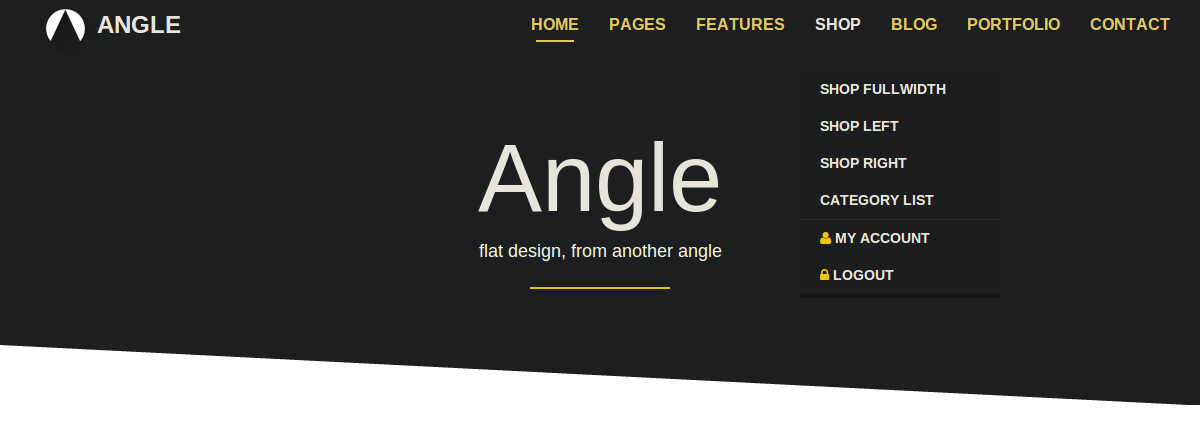 ANGLE
HOME PAGES FEATURES SHOP BLOG PORTFOLIO CONTACT
SHOP FULLWIDTH
SHOP LEFT
SHOP RIGHT
CATEGORY LIST
MY ACCOUNT
LOGOUT
Angle
flat design, from another angle